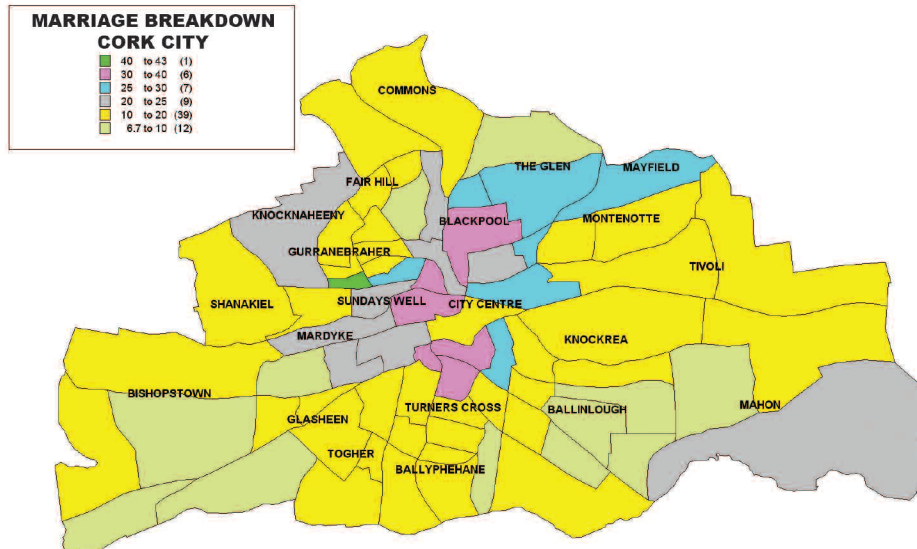 MARRIAGE BREAKDOWN
CORK CITY
40 to 43 (1)
30 to 40 (6)
25 to 30 (7)
20 to 25 (9)
10 to 20 (39)
6.7 to 10 (12)
COMMONS
THE GLEN
MAYFIELD
FAIR HILL
KNOCKNAHEENY
BLACKPOOL
MONTENOTTE
GURRANEBRAHER
TIVOLI
SHANAKIEL
SUNDAYS WELL
CITY CENTRE
MARDYKE
KNOCKREA
BISHOPSTOWN
TURNERS CROSS
BALLINLOUGH
MAHON
GLASHEEN
TOGHER
BALLYPHEHANE